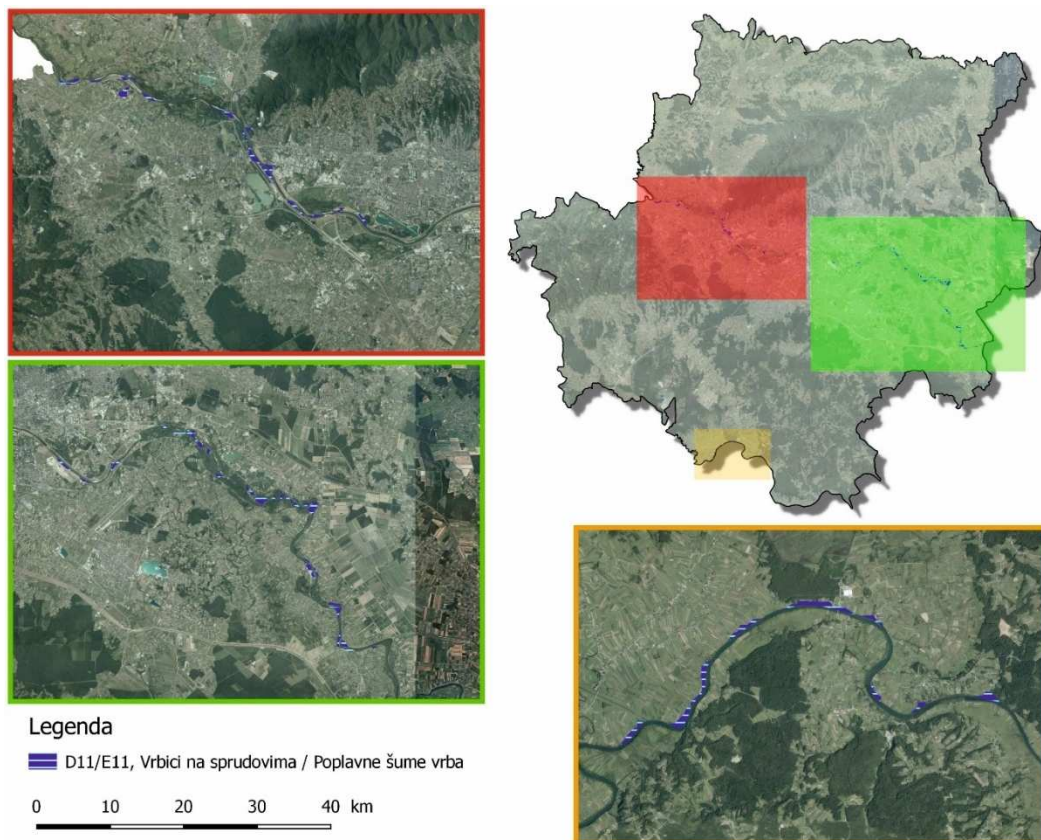 Legenda
D11/E11, Vrbici na sprudovima / Poplavne šume vrba
0 10 20 30 40 km